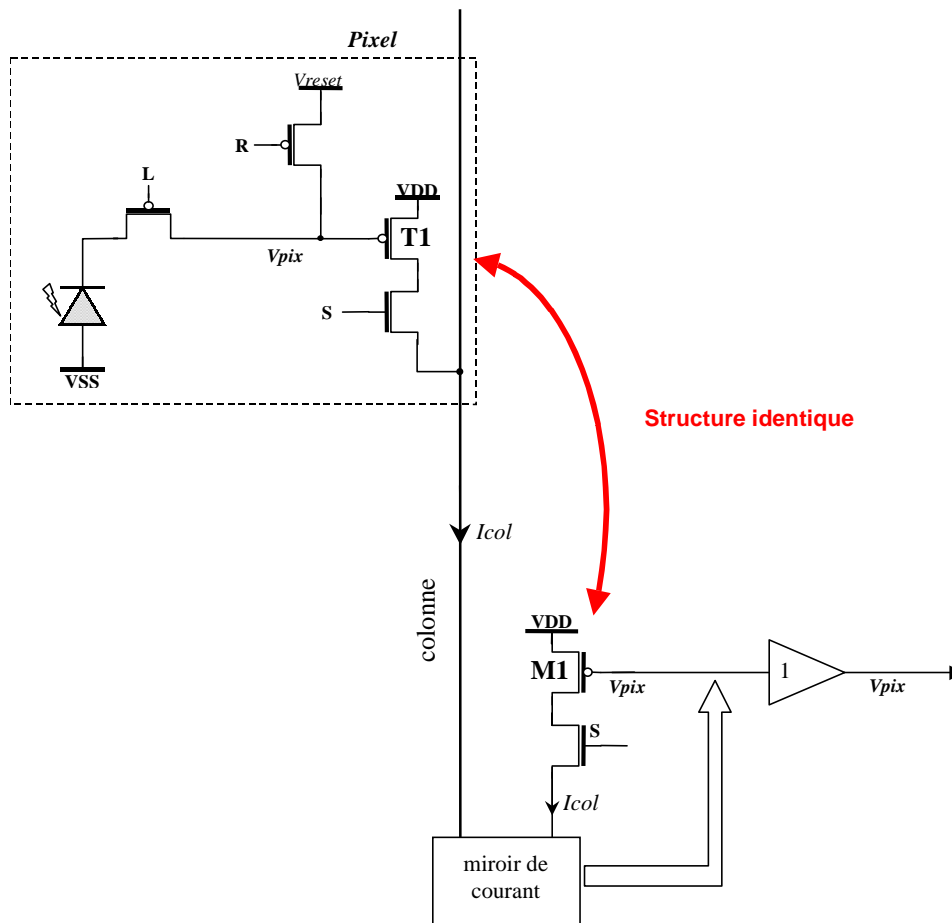 Pixel
Vreset
R
L
VDD
T1
Vpix
S
VSS
Structure identique
Icol
colonne
VDD
M1
Vpix
1
Vpix
S
Icol
miroir de
courant